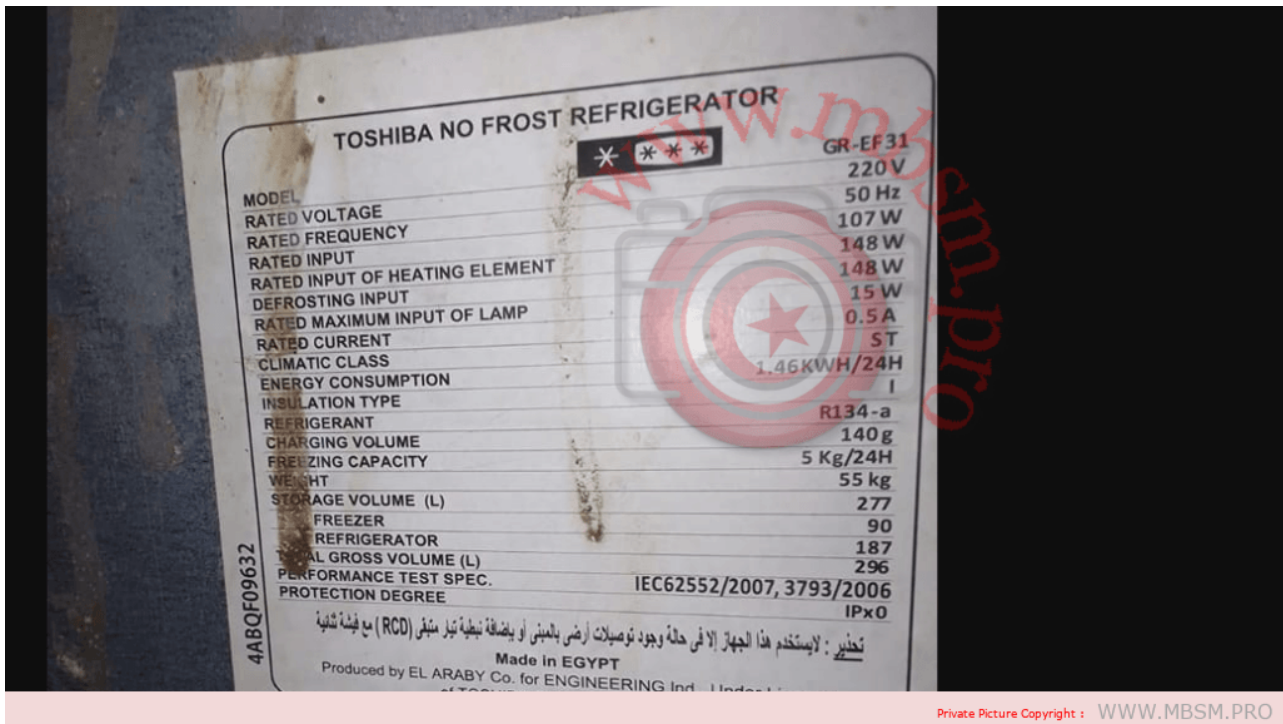 TOSHIBA NO FROST REFRIGERATOR
MODEL GR-EF31
RATED VOLTAGE 220 V
RATED FREQUENCY 50 Hz
RATED INPUT 107 W
RATED INPUT OF HEATING ELEMENT 148 W
DEFROSTING INPUT 148 W
RATED MAXIMUM INPUT OF LAMP 15 W
RATED CURRENT 0.5 A
CLIMATIC CLASS ST
ENERGY CONSUMPTION 1.46KWH/24H
INSULATION TYPE I
REFRIGERANT R134-a
CHARGING VOLUME 140 g
FREEZING CAPACITY 5 Kg/24H
WEIGHT 55 kg
STORAGE VOLUME (L) 277
FREEZER 90
REFRIGERATOR 187
TOTAL GROSS VOLUME (L) 296
PERFORMANCE TEST SPEC. IEC62552/2007, 3793/2006
PROTECTION DEGREE IPx0
تحذير : لايستخدم هذا الجهاز إلا فى حالة وجود توصيلات أرضى بالمبنى أو بإضافة نبطية تيار متبقى (RCD) مع فيشة ثنائية
Made in EGYPT
Produced by EL ARABY Co. for ENGINEERING Ind. Under
4ABQF09632
www.mbsm.pro
Private Picture Copyright : WWW.MBSM.PRO